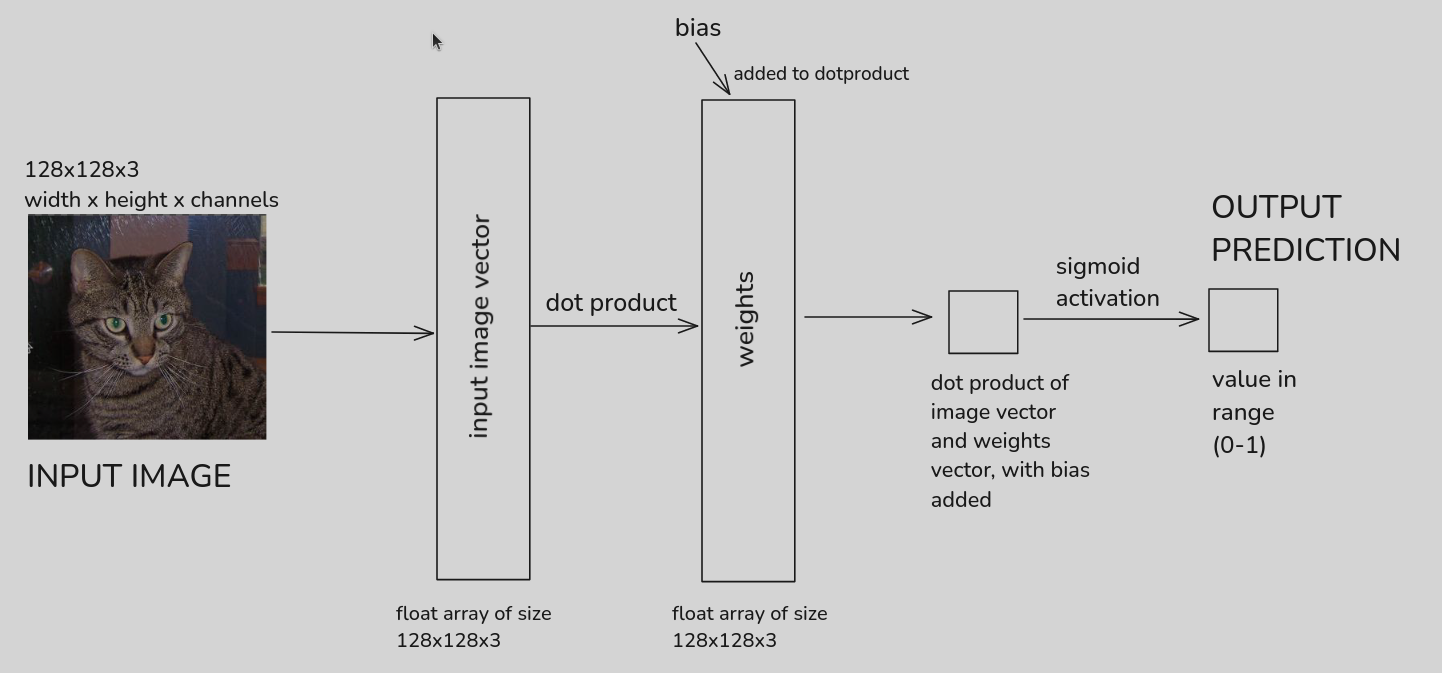 bias
added to dotproduct
128x128x3
width x height x channels
INPUT IMAGE
input image vector
float array of size
128x128x3
dot product
weights
float array of size
128x128x3
dot product of
image vector
and weights
vector, with bias
added
sigmoid
activation
OUTPUT
PREDICTION
value in
range
(0-1)